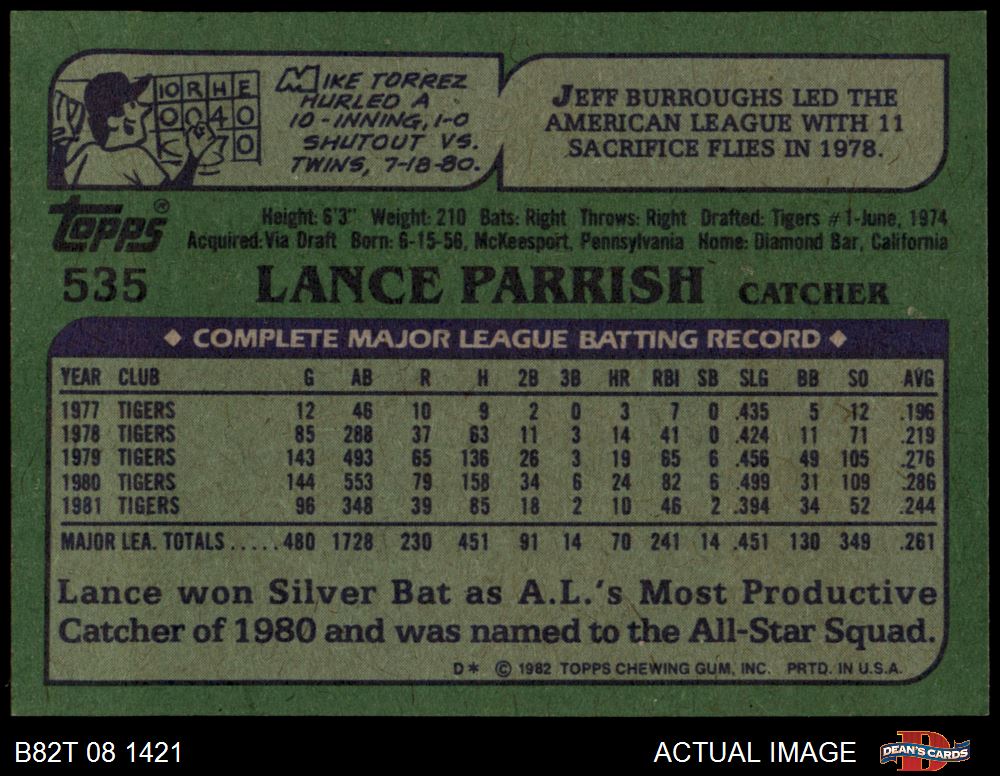 10 R H E
0 0 4 0
7 0
MIKE TORREZ
HURLED A
10-INNING, 1-0
SHUTOUT VS.
TWINS, 7-18-80.
JEFF BURROUGHS LED THE
AMERICAN LEAGUE WITH 11
SACRIFICE FLIES IN 1978.
topps®
Height: 6'3" Weight: 210 Bats: Right Throws: Right Drafted: Tigers #1-June, 1974
Acquired: Via Draft Born: 6-15-56, McKeesport, Pennsylvania Home: Diamond Bar, California
535 LANCE PARRISH CATCHER
◆ COMPLETE MAJOR LEAGUE BATTING RECORD ◆
YEAR CLUB G AB R H 2B 3B HR RBI SB SLG BB SO AVG
1977 TIGERS 12 46 10 9 2 0 3 7 0 .435 5 12 .196
1978 TIGERS 85 288 37 63 11 3 14 41 0 .424 11 71 .219
1979 TIGERS 143 493 65 136 26 3 19 65 6 .456 49 105 .276
1980 TIGERS 144 553 79 158 34 6 24 82 6 .499 31 109 .286
1981 TIGERS 96 348 39 85 18 2 10 46 2 .394 34 52 .244
MAJOR LEA. TOTALS.....480 1728 230 451 91 14 70 241 14 .451 130 349 .261
Lance won Silver Bat as A.L.'s Most Productive
Catcher of 1980 and was named to the All-Star Squad.
D* © 1982 TOPPS CHEWING GUM, INC. PRTD. IN U.S.A.
B82T 08 1421
ACTUAL IMAGE
DEAN'S CARDS